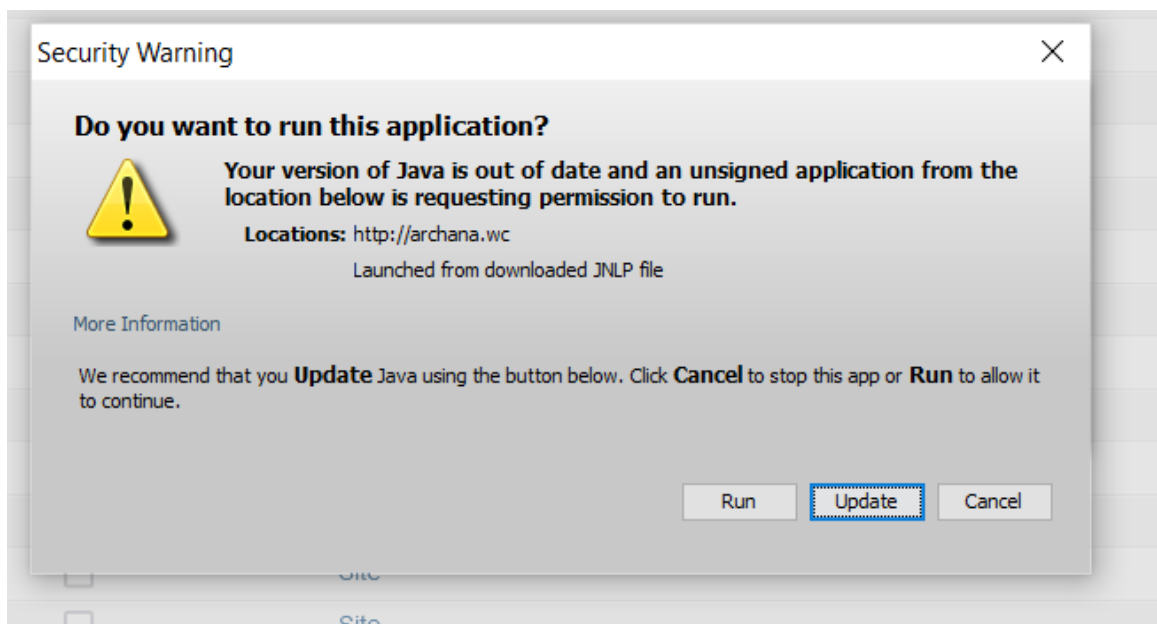 Security Warning
Do you want to run this application?
Your version of Java is out of date and an unsigned application from the
location below is requesting permission to run.
Locations: http://archana.wc
Launched from downloaded JNLP file
More Information
We recommend that you Update Java using the button below. Click Cancel to stop this app or Run to allow it
to continue.
Run Update Cancel
Site
Site